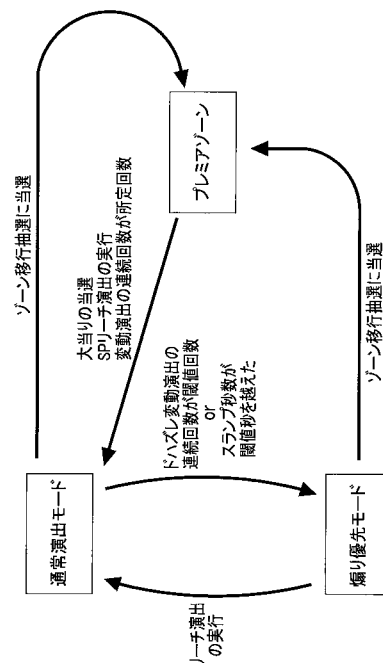 ゾーン移行抽選に当選
プレミアゾーン
大当りの当選
SPリーチ演出の実行
変動演出の連続回数が所定回数
通常演出モード
ドハズレ変動演出の
連続回数が閾値回数
or
スランプ秒数が
閾値秒を越えた
リーチ演出
の実行
煽り優先モード
ゾーン移行抽選に当選